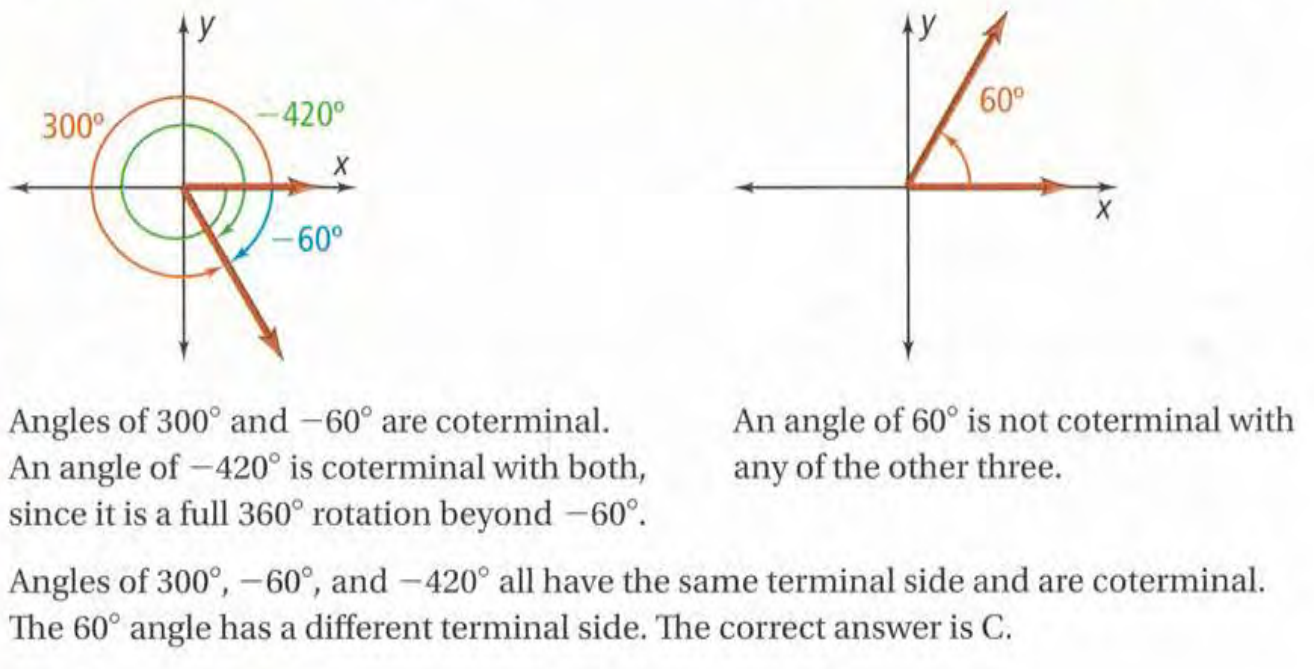 y
300°
−420°
x
−60°
y
60°
x
Angles of 300° and −60° are coterminal.
An angle of −420° is coterminal with both,
since it is a full 360° rotation beyond −60°.
An angle of 60° is not coterminal with
any of the other three.
Angles of 300°, −60°, and −420° all have the same terminal side and are coterminal.
The 60° angle has a different terminal side. The correct answer is C.